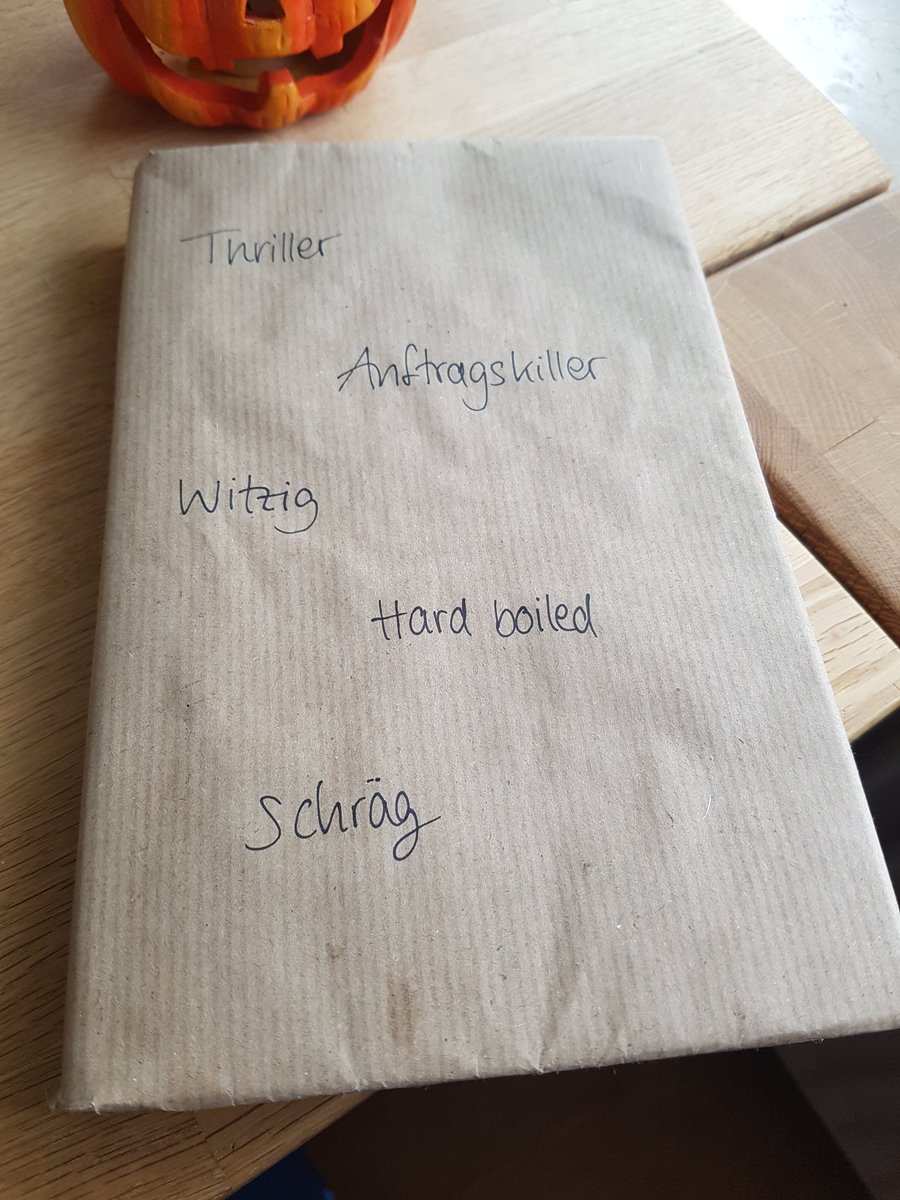 Thriller
Auftragskiller
Witzig
Hard boiled
Schräg